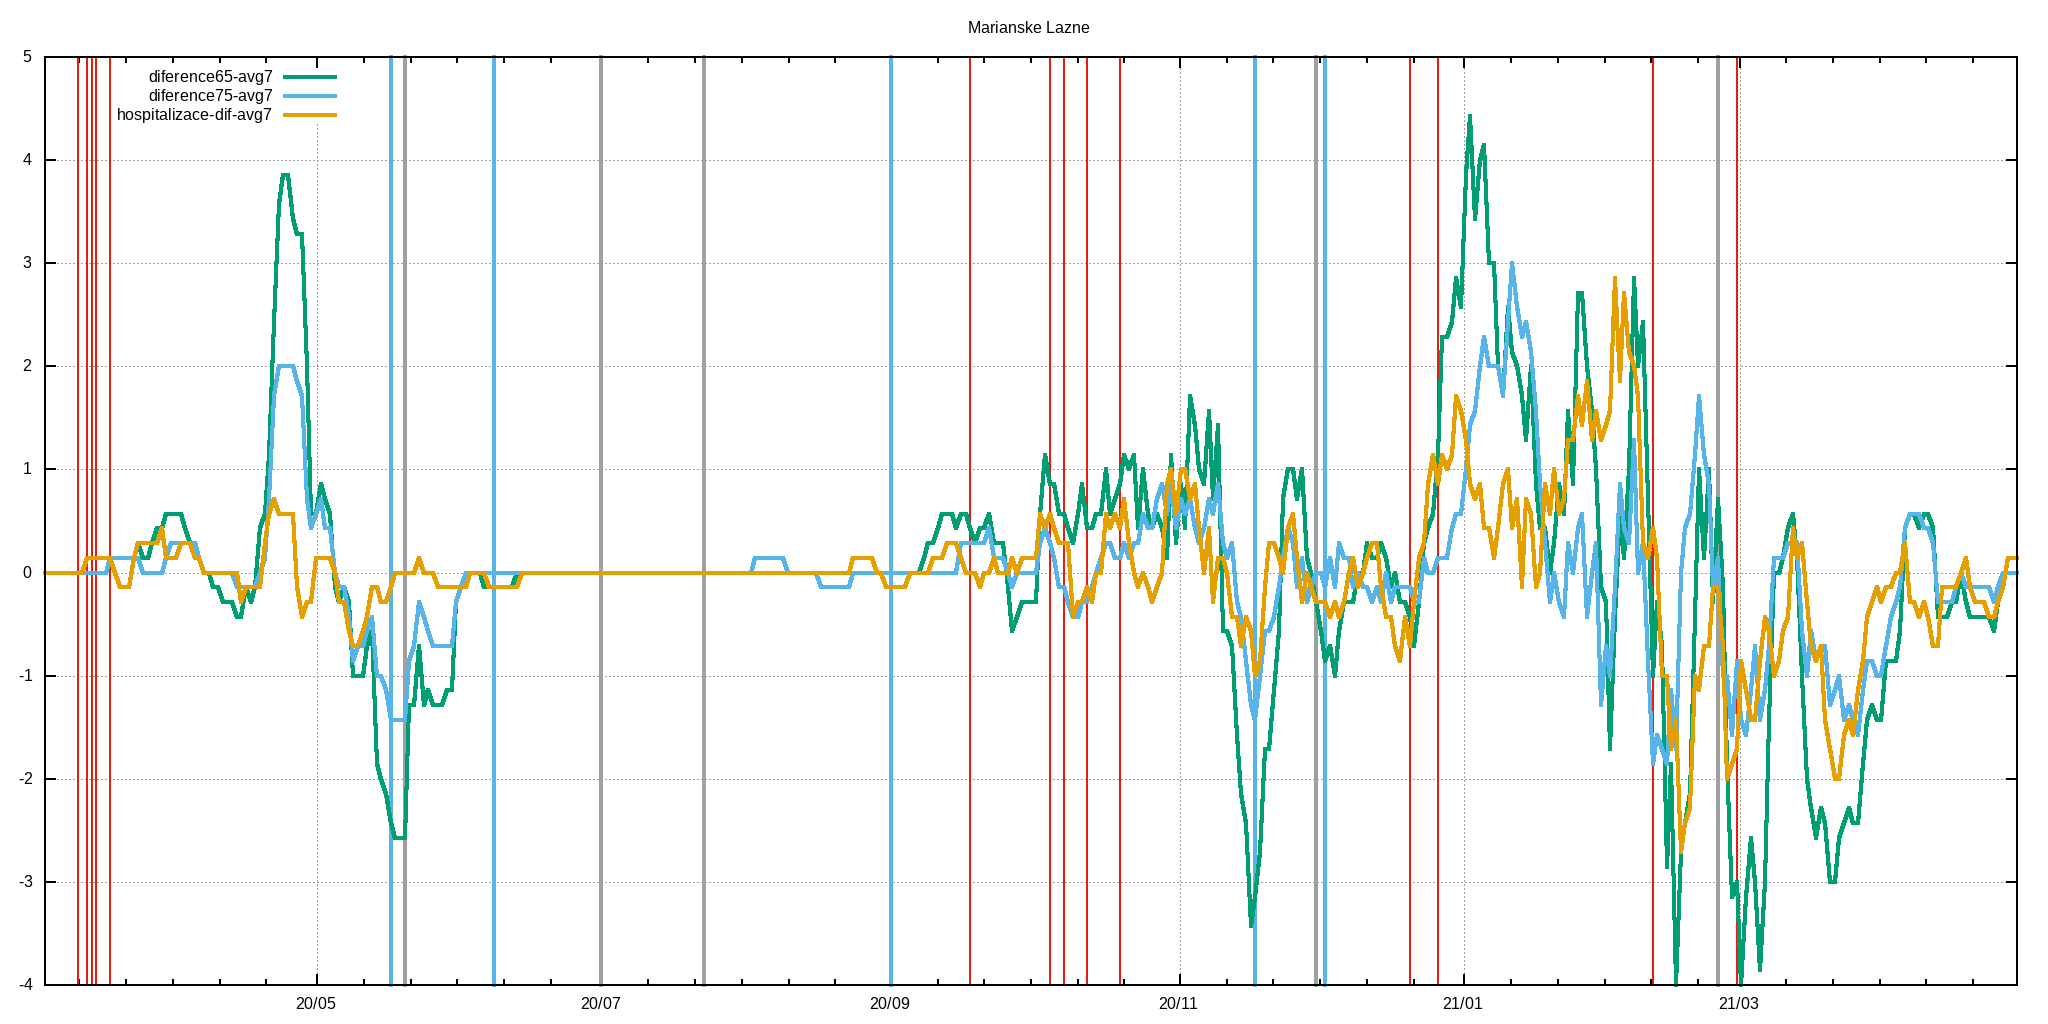 Marianske Lazne
diference65-avg7
diference75-avg7
hospitalizace-dif-avg7
5
4
3
2
1
0
-1
-2
-3
-4
20/05 20/07 20/09 20/11 21/01 21/03